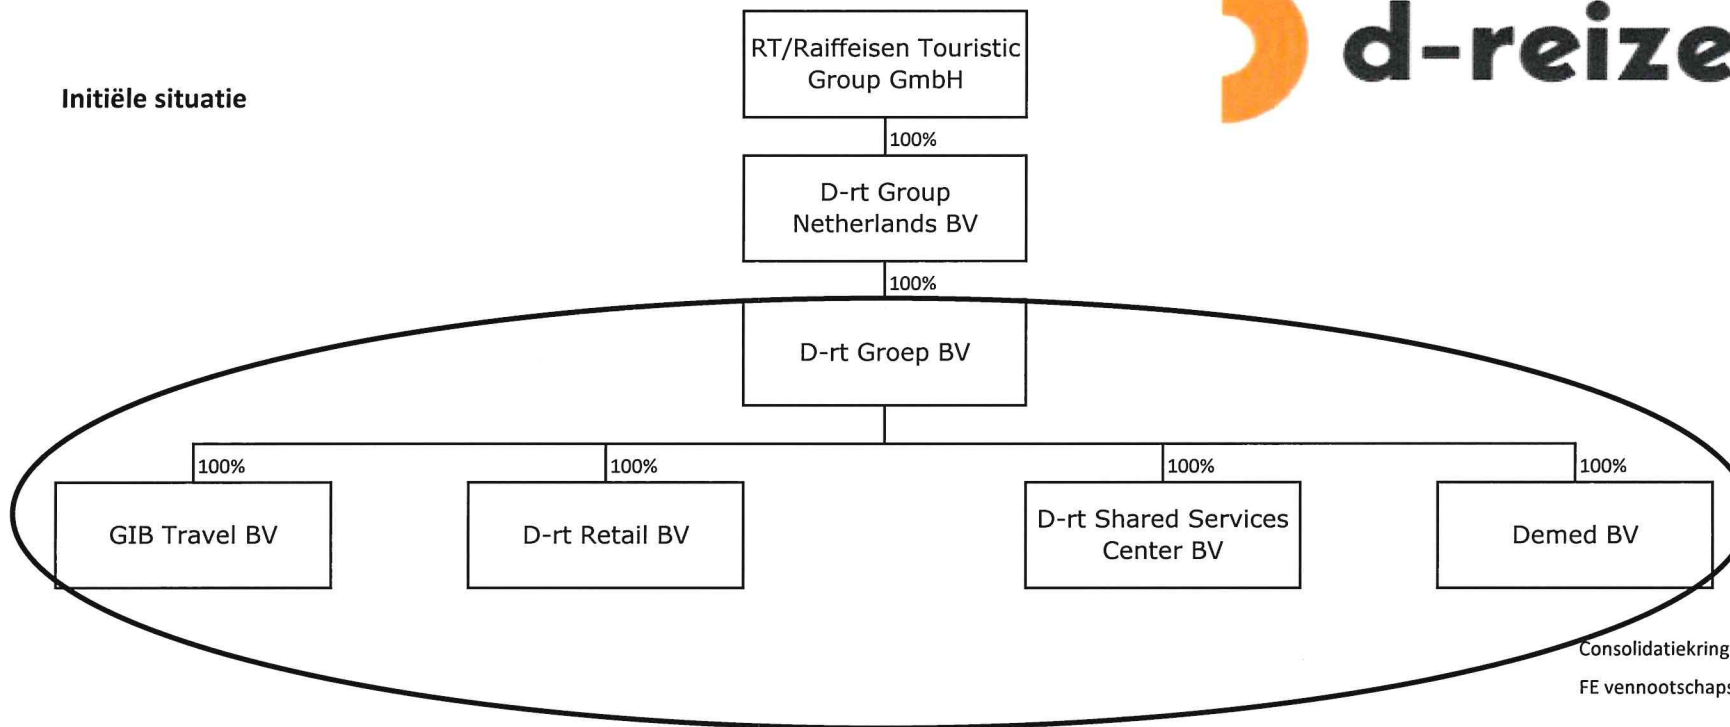 RT/Raiffeisen Touristic
Group GmbH
d-reize
Initiële situatie
100%
D-rt Group
Netherlands BV
100%
D-rt Groep BV
100%
100%
100%
100%
GIB Travel BV
D-rt Retail BV
D-rt Shared Services
Center BV
Demed BV
Consolidatiekring
FE vennootschaps